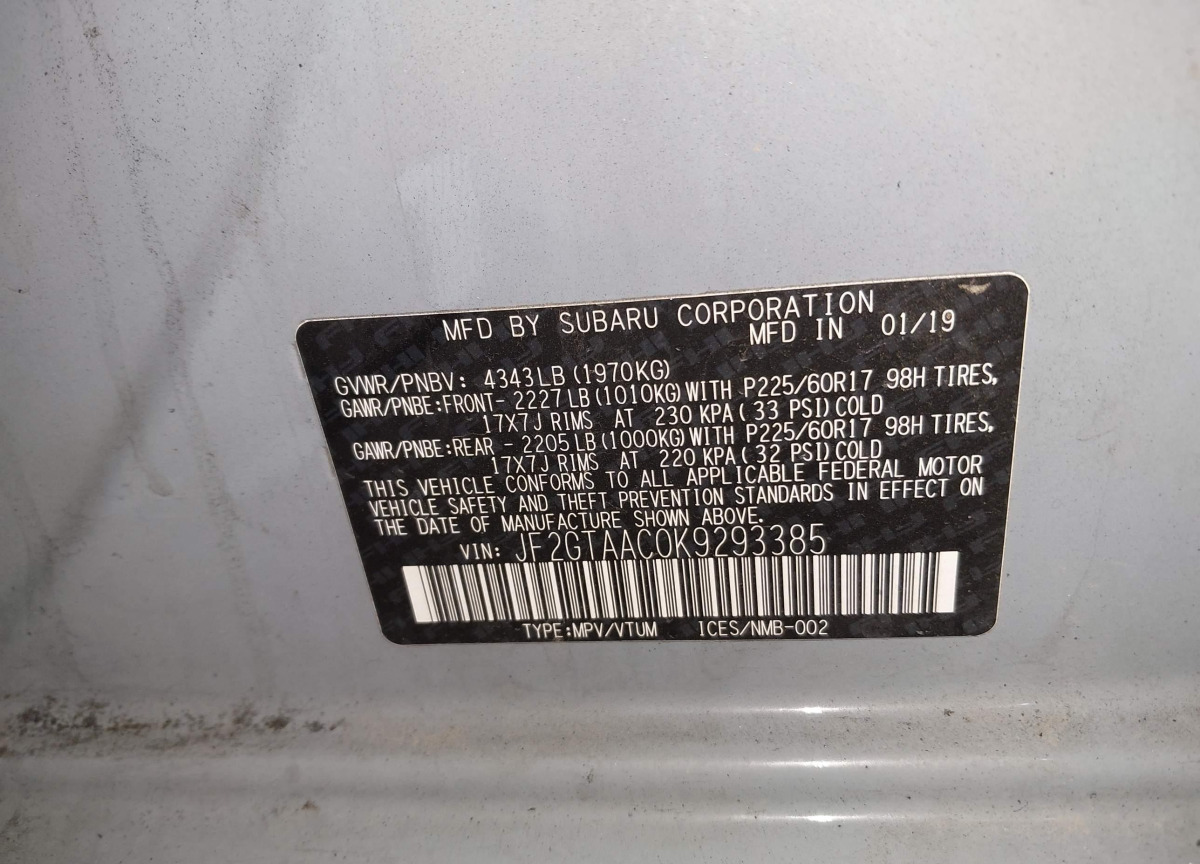 MFD BY SUBARU CORPORATION
MFD IN 01/19
GVWR/PNBV: 4343LB(1970KG)
GAWR/PNBE:FRONT- 2227LB(1010KG)WITH P225/60R17 98H TIRES,
17X7J RIMS AT 230 KPA( 33 PSI)COLD
GAWR/PNBE:REAR - 2205LB(1000KG)WITH P225/60R17 98H TIRES,
17X7J RIMS AT 220 KPA( 32 PSI)COLD
THIS VEHICLE CONFORMS TO ALL APPLICABLE FEDERAL MOTOR
VEHICLE SAFETY AND THEFT PREVENTION STANDARDS IN EFFECT ON
THE DATE OF MANUFACTURE SHOWN ABOVE.
VIN: JF2GTAAC0K9293385
TYPE:MPV/VTUM ICES/NMB-002